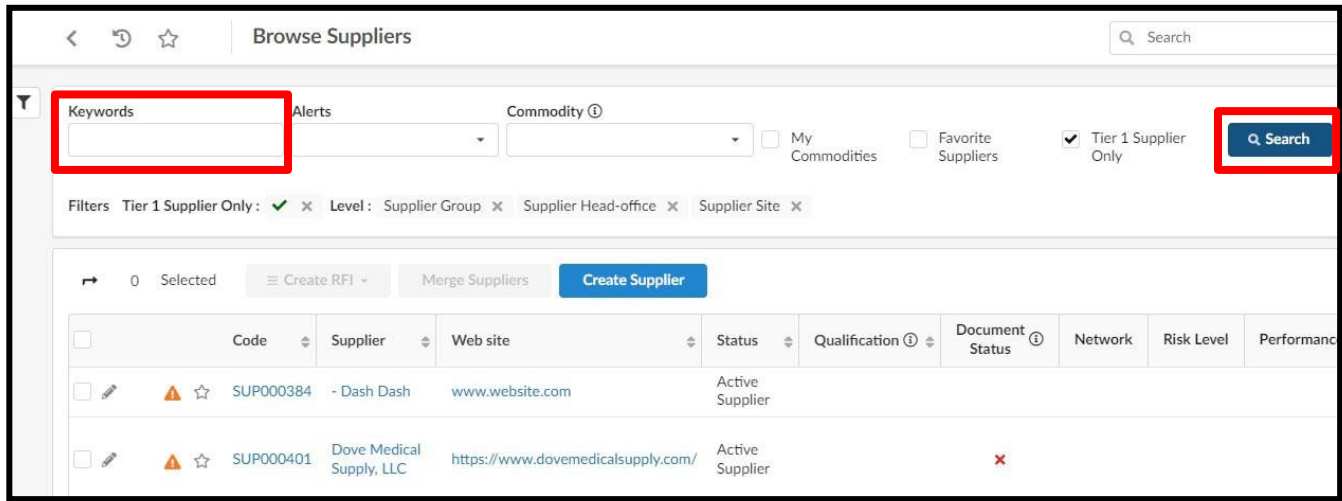 Browse Suppliers
Search
Keywords
Alerts
Commodity
My
Commodities
Favorite
Suppliers
Tier 1 Supplier
Only
Search
Filters Tier 1 Supplier Only : Level : Supplier Group Supplier Head-office Supplier Site
0 Selected Create RFI Merge Suppliers Create Supplier
Code Supplier Web site Status Qualification Document Status Network Risk Level Performanc
SUP000384 - Dash Dash www.website.com Active Supplier
SUP000401 Dove Medical Supply, LLC https://www.dovemedicalsupply.com/ Active Supplier